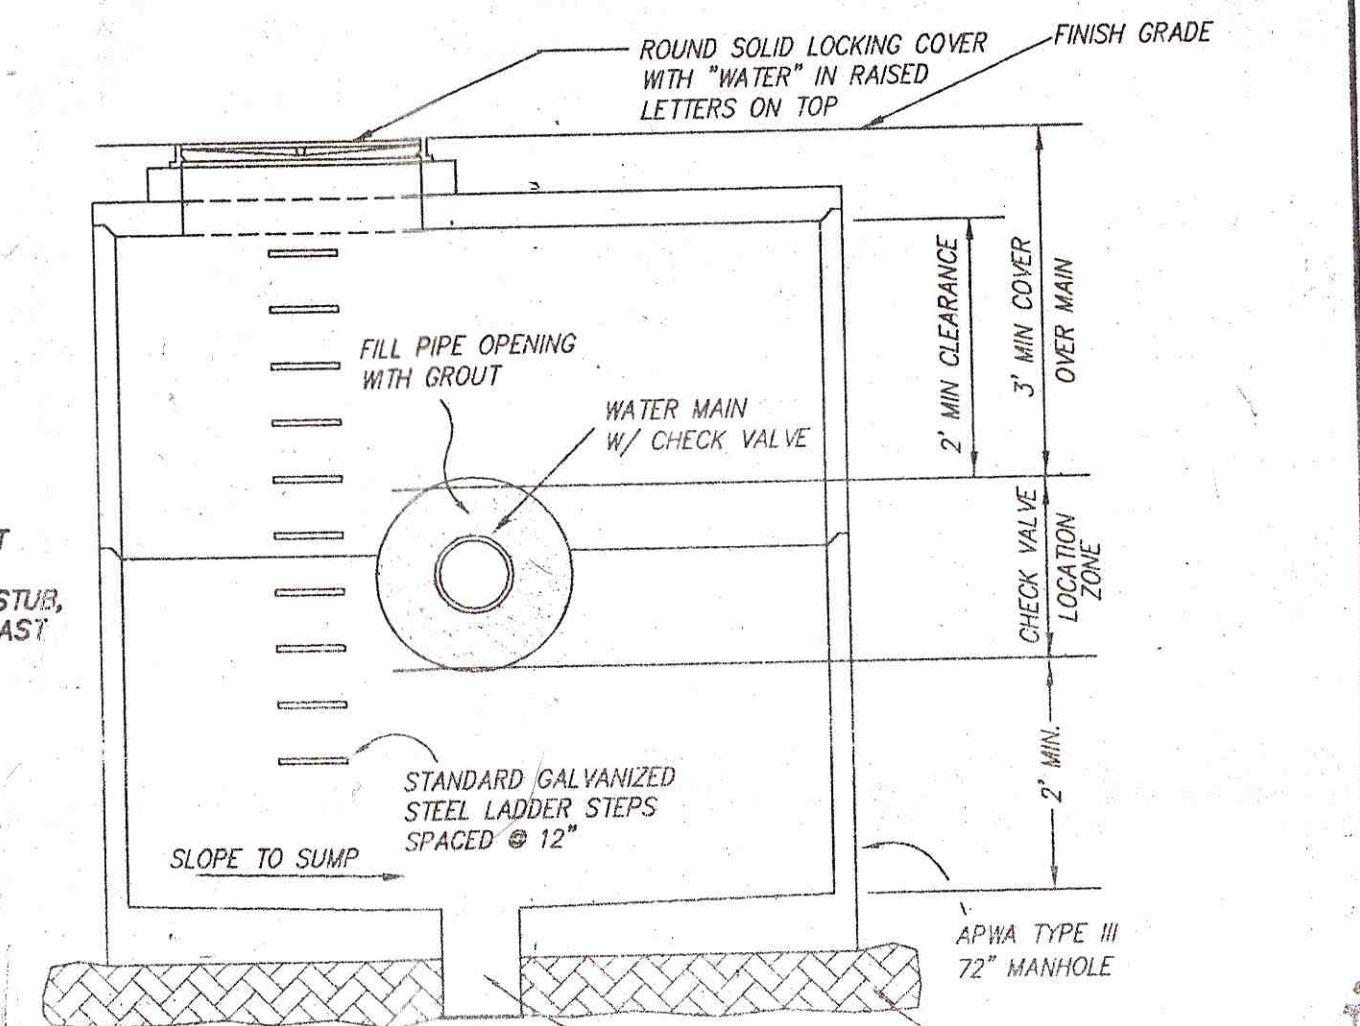 ROUND SOLID LOCKING COVER
WITH "WATER" IN RAISED
LETTERS ON TOP
FINISH GRADE
FILL PIPE OPENING
WITH GROUT
WATER MAIN
W/ CHECK VALVE
2' MIN CLEARANCE
3' MIN COVER
OVER MAIN
CHECK VALVE
LOCATION
ZONE
2' MIN.
STUB,
STANDARD GALVANIZED
STEEL LADDER STEPS
SPACED @ 12"
SLOPE TO SUMP
APWA TYPE III
72" MANHOLE